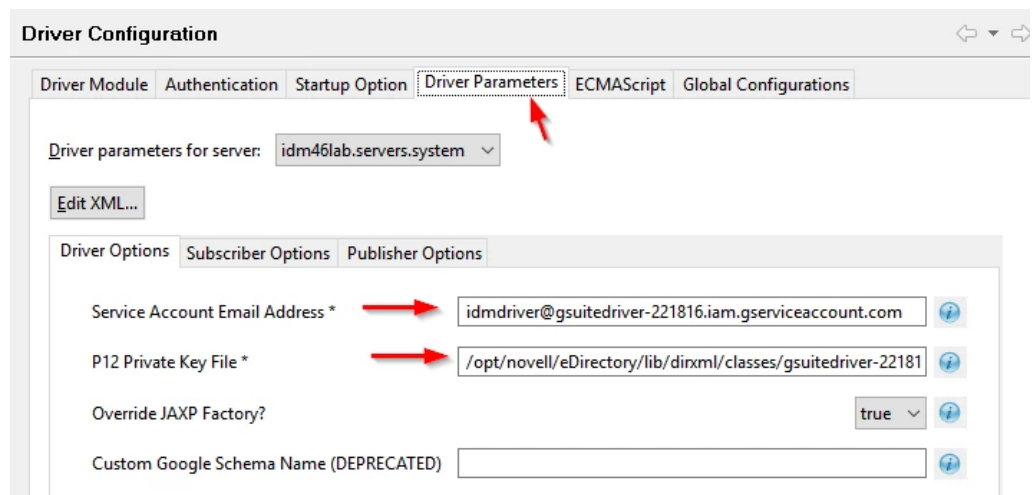 Driver Configuration
Driver Module Authentication Startup Option Driver Parameters ECMAScript Global Configurations
Driver parameters for server: idm46lab.servers.system
Edit XML...
Driver Options Subscriber Options Publisher Options
Service Account Email Address * idmdriver@gsuitedriver-221816.iam.gserviceaccount.com
P12 Private Key File * /opt/novell/eDirectory/lib/dirxml/classes/gsuitedriver-22181
Override JAXP Factory? true
Custom Google Schema Name (DEPRECATED)